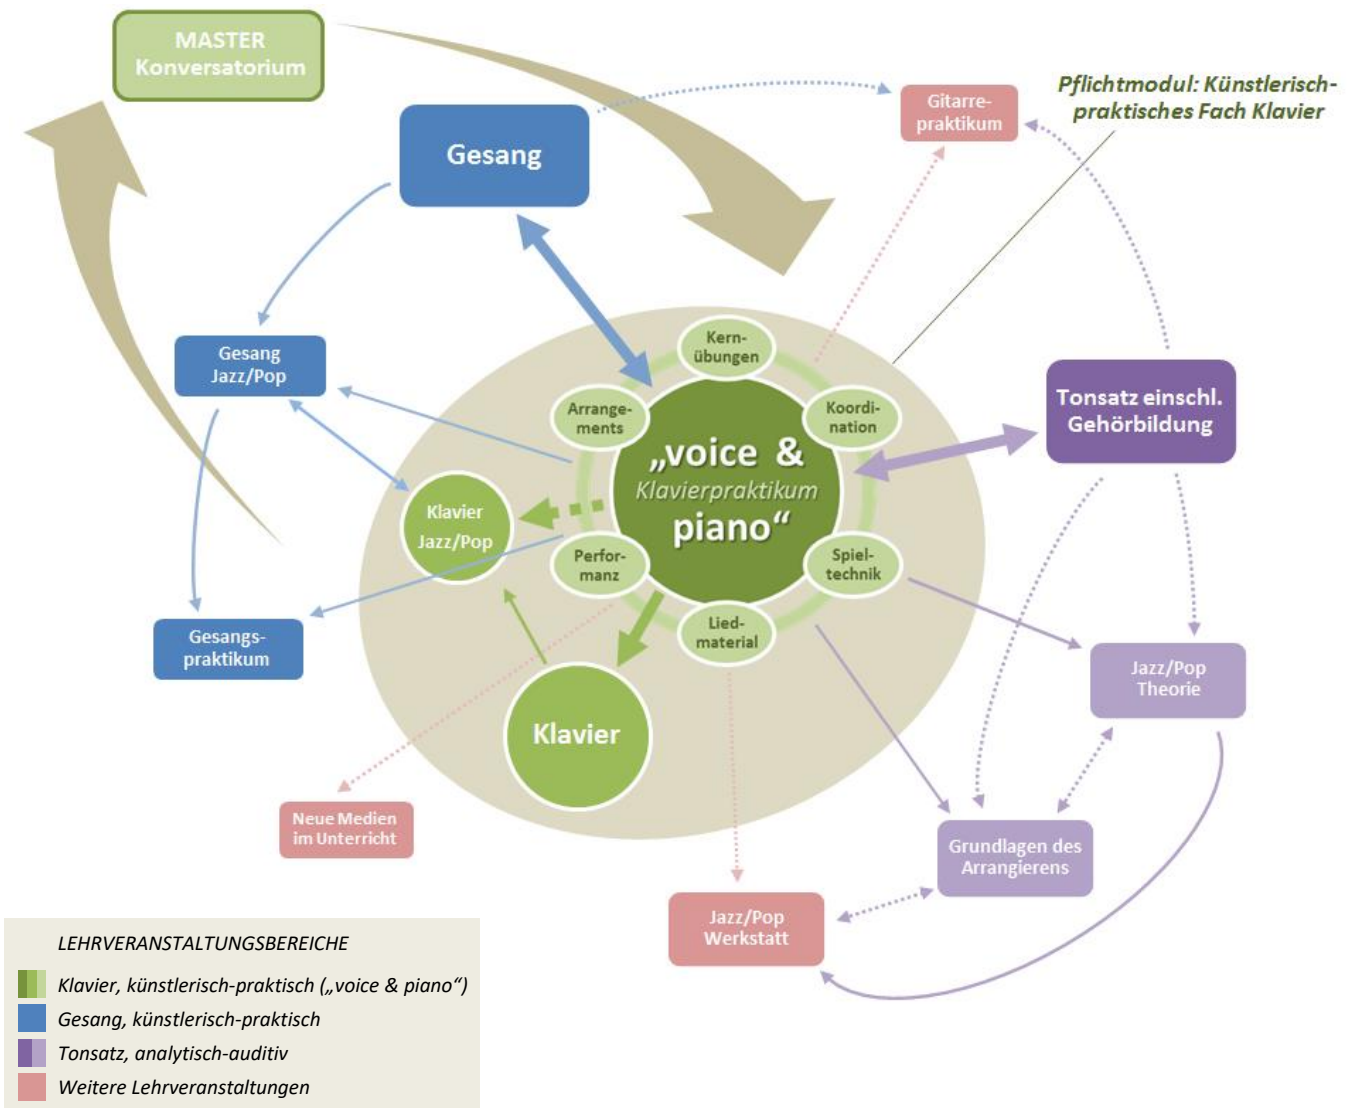 MASTER
Konversatorium
Gesang
Gitarre-
praktikum
Pflichtmodul: Künstlerisch-
praktisches Fach Klavier
Gesang
Jazz/Pop
Kern-
übungen
Arrange-
ments
Koordi-
nation
Tonsatz einschl.
Gehörbildung
„voice &
Klavierpraktikum
piano“
Klavier
Jazz/Pop
Perfor-
manz
Spiel-
technik
Lied-
material
Gesangs-
praktikum
Jazz/Pop
Theorie
Klavier
Neue Medien
im Unterricht
Grundlagen des
Arrangierens
Jazz/Pop
Werkstatt
LEHRVERANSTALTUNGSBEREICHE
Klavier, künstlerisch-praktisch („voice & piano“)
Gesang, künstlerisch-praktisch
Tonsatz, analytisch-auditiv
Weitere Lehrveranstaltungen